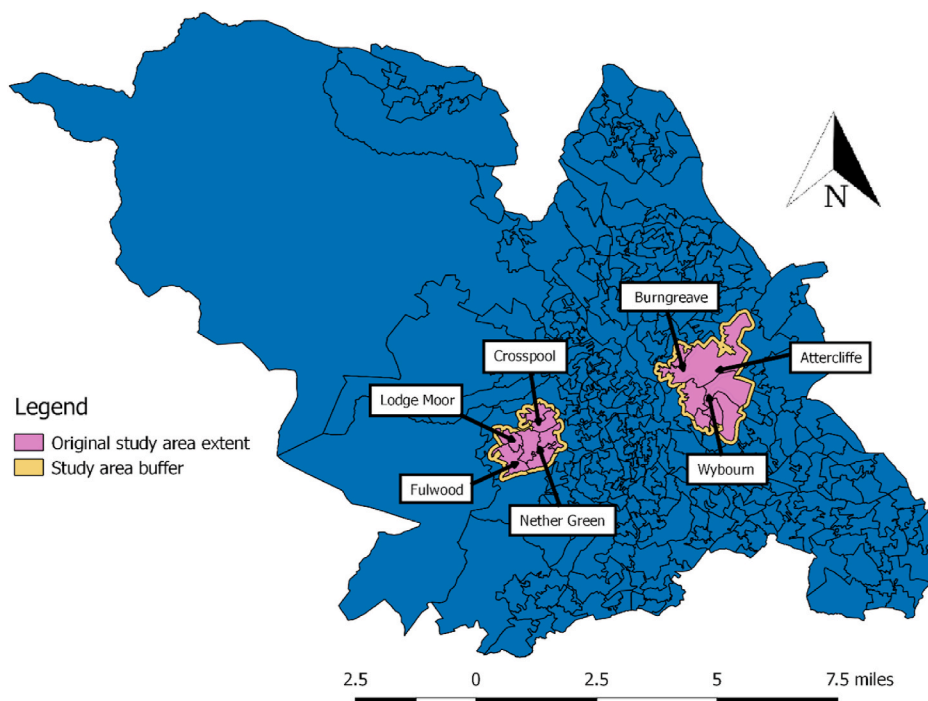 N
Burngreave
Crosspool
Attercliffe
Lodge Moor
Legend
Original study area extent
Study area buffer
Fulwood
Wybourn
Nether Green
2.5 0 2.5 5 7.5 miles